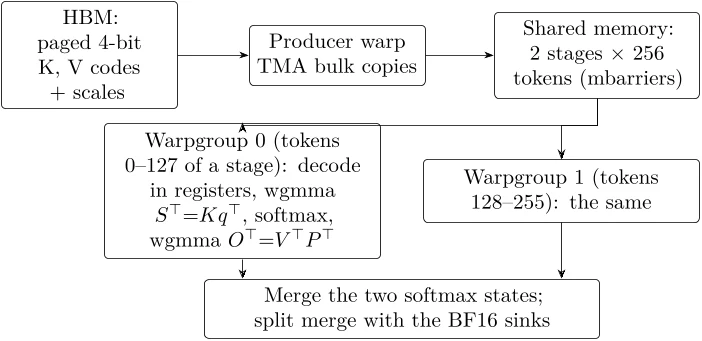 HBM:
paged 4-bit
K, V codes
+ scales
Producer warp
TMA bulk copies
Shared memory:
2 stages × 256
tokens (mbarriers)
Warpgroup 0 (tokens
0–127 of a stage): decode
in registers, wgmma
S⊤=Kq⊤, softmax,
wgmma O⊤=V⊤P⊤
Warpgroup 1 (tokens
128–255): the same
Merge the two softmax states;
split merge with the BF16 sinks